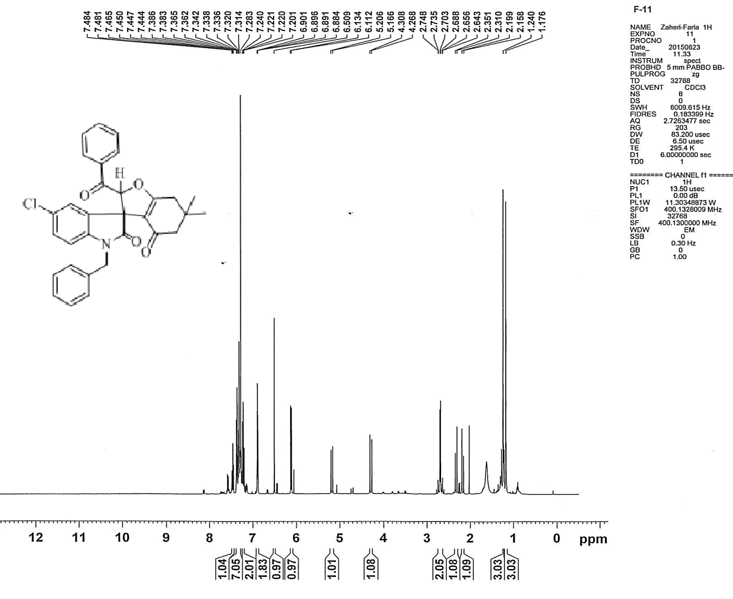 7.484 7.481 7.465 7.450 7.447 7.444 7.386 7.383 7.365 7.362 7.342 7.338 7.336 7.320 7.314 7.283 7.240 7.221 7.220 7.201 6.901 6.896 6.891 6.884 6.509 6.134 6.112 5.206 5.166 4.308 4.268 2.748 2.735 2.703 2.688 2.656 2.643 2.351 2.310 2.199 2.158 1.240 1.176
F-11
NAME Zaheri-Faria 1H
EXPNO 11
PROCNO 1
Date_ 20150623
Time 11.33
INSTRUM spect
PROBHD 5 mm PABBO BB-
PULPROG zg
TD 32768
SOLVENT CDCl3
NS 8
DS 0
SWH 6009.615 Hz
FIDRES 0.183399 Hz
AQ 2.7263477 sec
RG 203
DW 83.200 usec
DE 6.50 usec
TE 295.4 K
D1 6.00000000 sec
TD0 1
======== CHANNEL f1 ======
NUC1 1H
P1 13.50 usec
PL1 0.00 dB
PL1W 11.30348873 W
SFO1 400.1328009 MHz
SI 32768
SF 400.1300000 MHz
WDW EM
SSB 0
LB 0.30 Hz
GB 0
PC 1.00
H
O
O
Cl
N
O
O
12 11 10 9 8 7 6 5 4 3 2 1 0 ppm
1.04 7.05 2.01 1.83 0.97 0.97 1.01 1.08 2.05 1.08 1.09 3.03 3.03